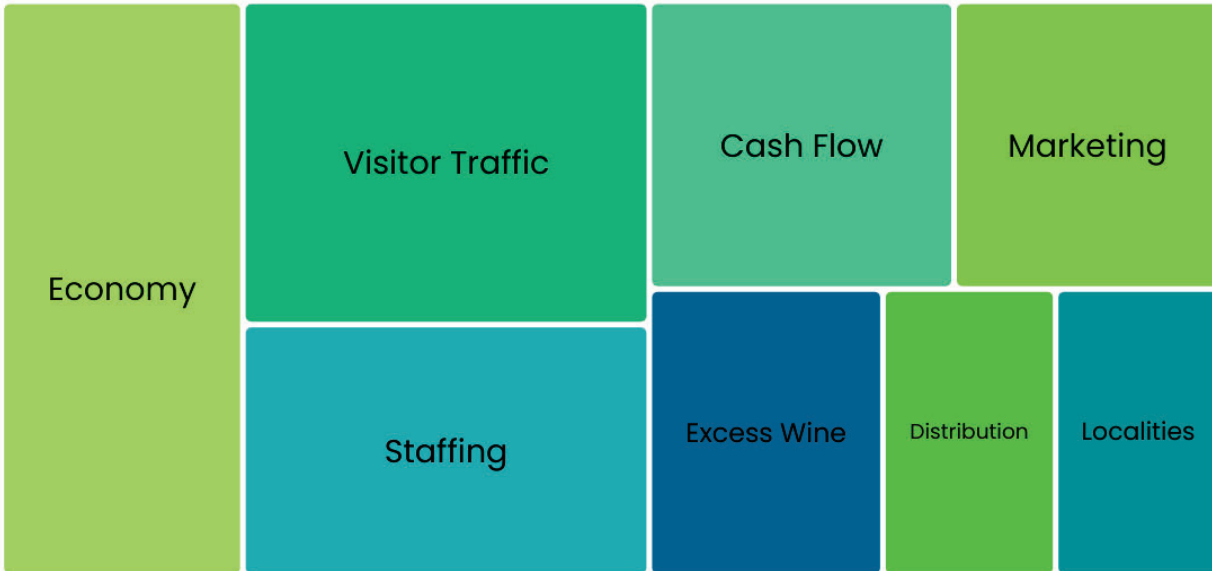 Economy
Visitor Traffic
Staffing
Cash Flow
Marketing
Excess Wine
Distribution
Localities